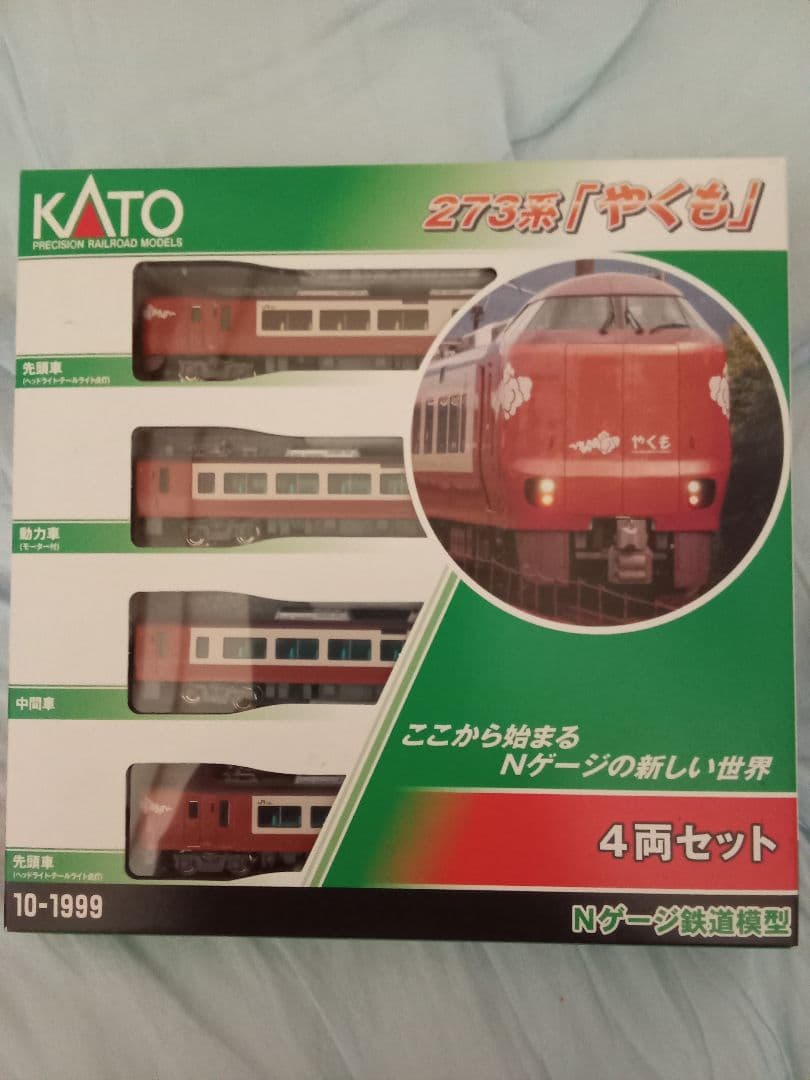 KATO
PRECISION RAILROAD MODELS
273系「やくも」
先頭車
(ヘッドライト・テールライト点灯)
やくも
動力車
(モーター付)
中間車
ここから始まる
Nゲージの新しい世界
先頭車
(ヘッドライト・テールライト点灯)
4両セット
10-1999
Nゲージ鉄道模型